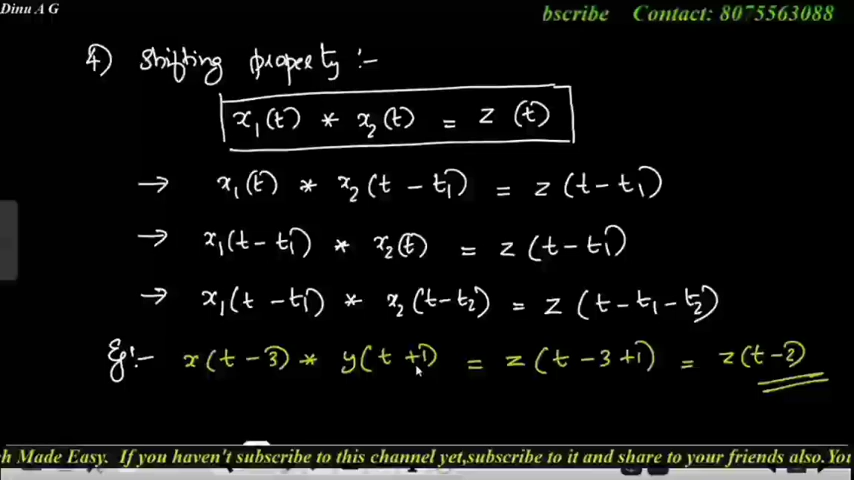 Dinu A G
bscribe Contact: 8075563088
4) Shifting property :-
x₁(t) * x₂(t) = z (t)
→ x₁(t) * x₂(t - t₁) = z(t-t₁)
→ x₁(t-t₁) * x₂(t) = z(t-t₁)
→ x₁(t-t₁) * x₂(t-t₂) = z(t-t₁-t₂)
Eg:- x(t-3) * y(t+1) = z(t-3+1) = z(t-2)
h Made Easy. If you haven't subscribe to this channel yet,subscribe to it and share to your friends also.You